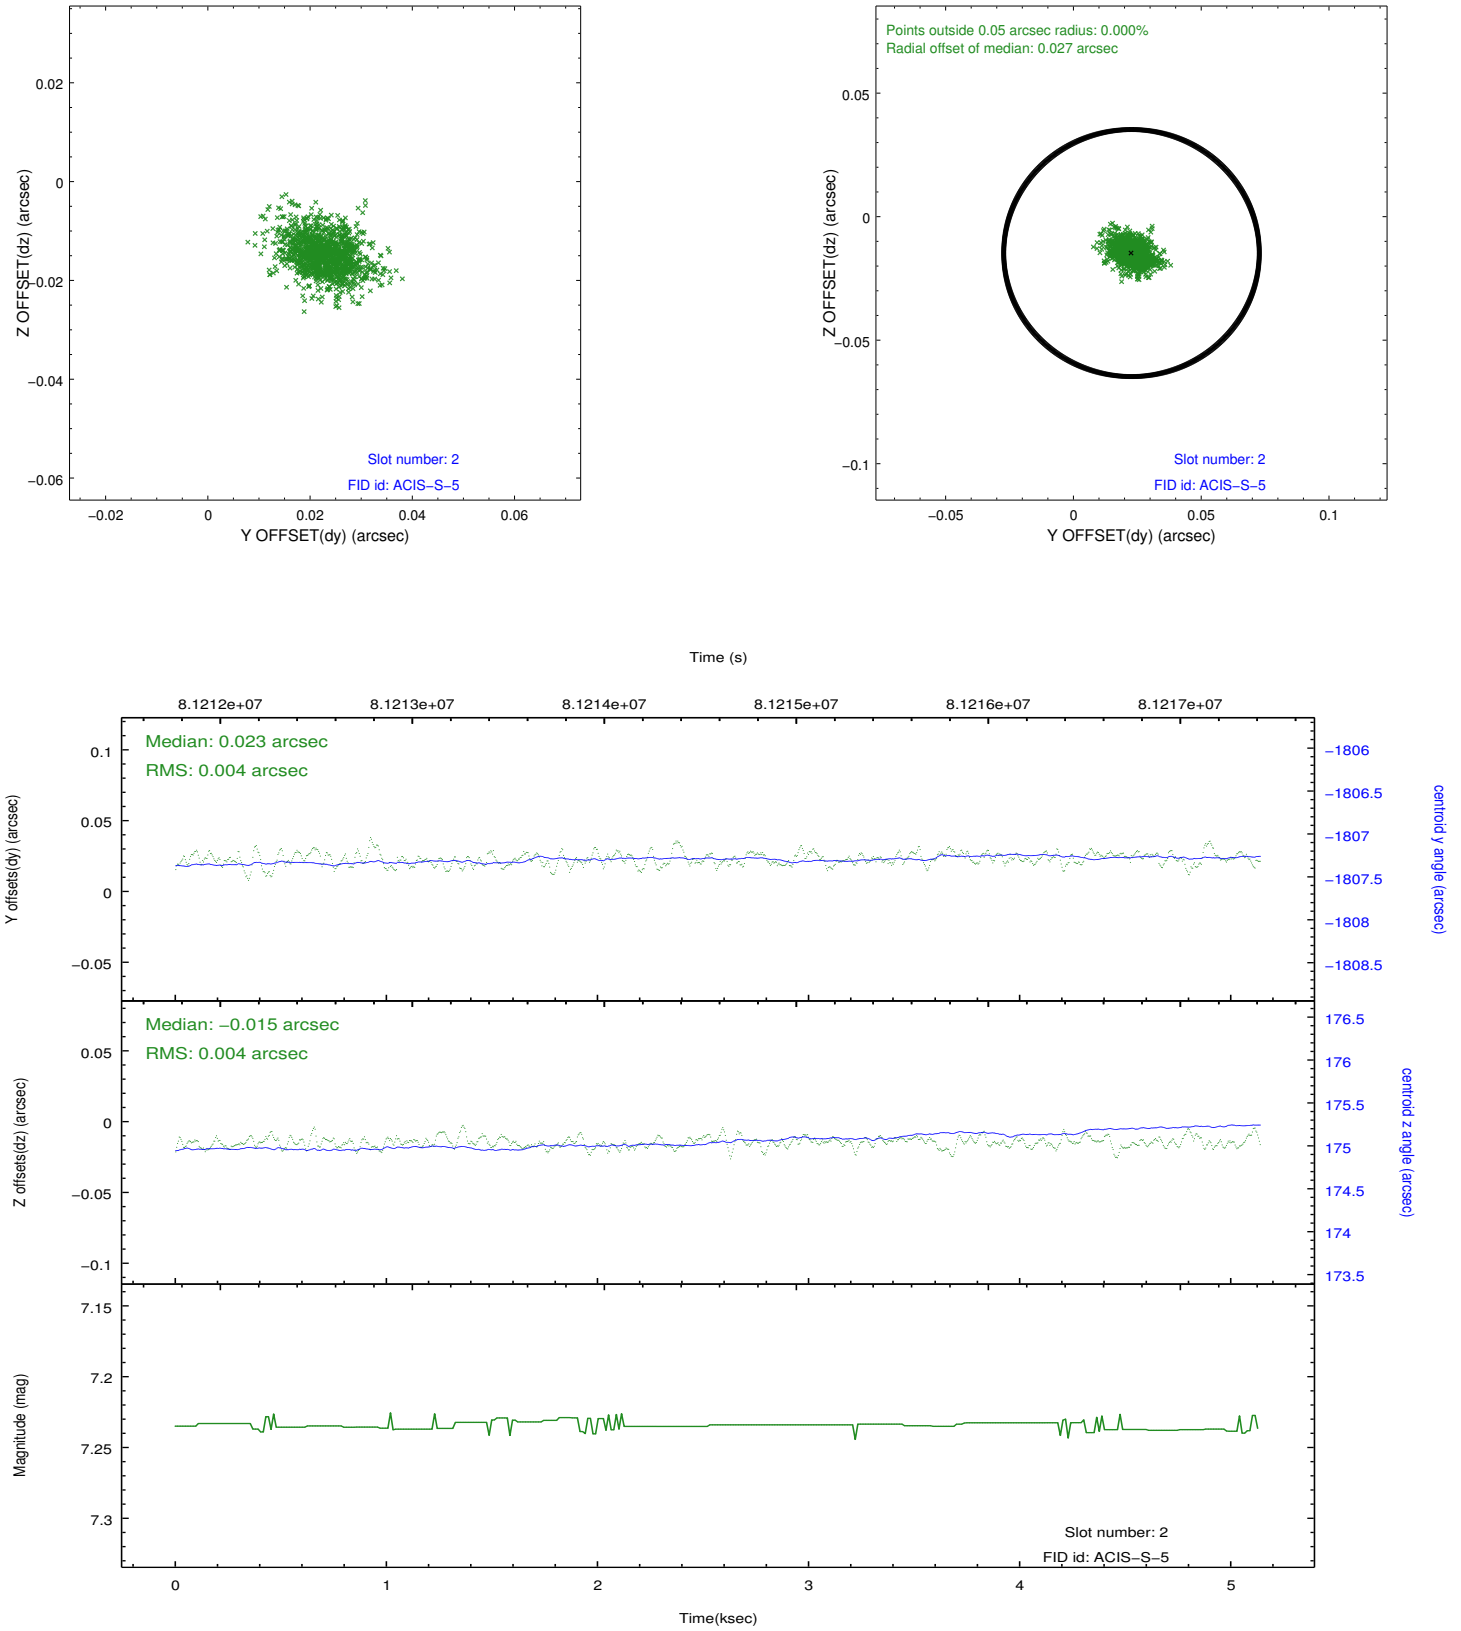 0.02
0
−0.02
−0.04
−0.06
Z OFFSET(dz) (arcsec)
Slot number: 2
FID id: ACIS−S−5
−0.02
0
0.02
0.04
0.06
Y OFFSET(dy) (arcsec)
Points outside 0.05 arcsec radius: 0.000%
Radial offset of median: 0.027 arcsec
0.05
0
−0.05
−0.1
Z OFFSET(dz) (arcsec)
Slot number: 2
FID id: ACIS−S−5
−0.05
0
0.05
0.1
Y OFFSET(dy) (arcsec)
Time (s)
8.1212e+07
8.1213e+07
8.1214e+07
8.1215e+07
8.1216e+07
8.1217e+07
Median: 0.023 arcsec
RMS: 0.004 arcsec
0.1
0.05
0
−0.05
Y offsets(dy) (arcsec)
−1806
−1806.5
−1807
−1807.5
−1808
−1808.5
centroid y angle (arcsec)
Median: −0.015 arcsec
RMS: 0.004 arcsec
0.05
0
−0.05
−0.1
Z offsets(dz) (arcsec)
176.5
176
175.5
175
174.5
174
173.5
centroid z angle (arcsec)
7.15
7.2
7.25
7.3
Magnitude (mag)
Slot number: 2
FID id: ACIS−S−5
0
1
2
3
4
5
Time(ksec)